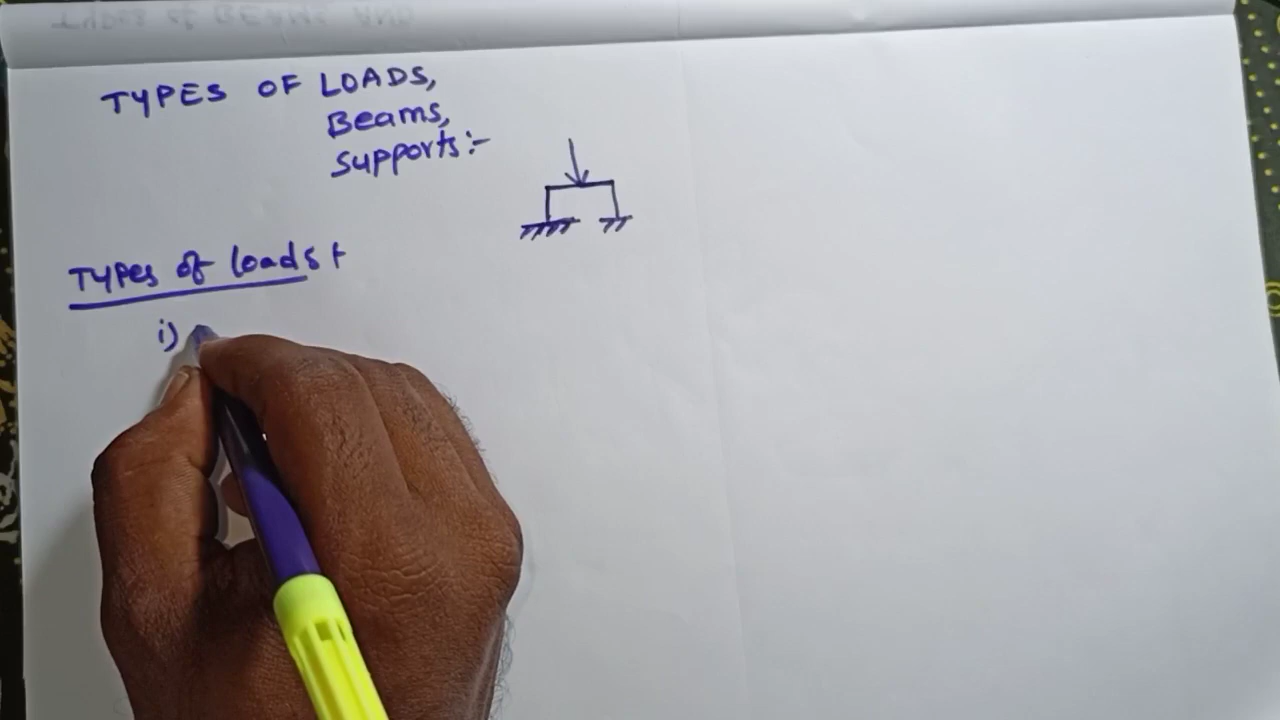 TYPES OF LOADS,
Beams,
Supports:-
Types of loads
i)